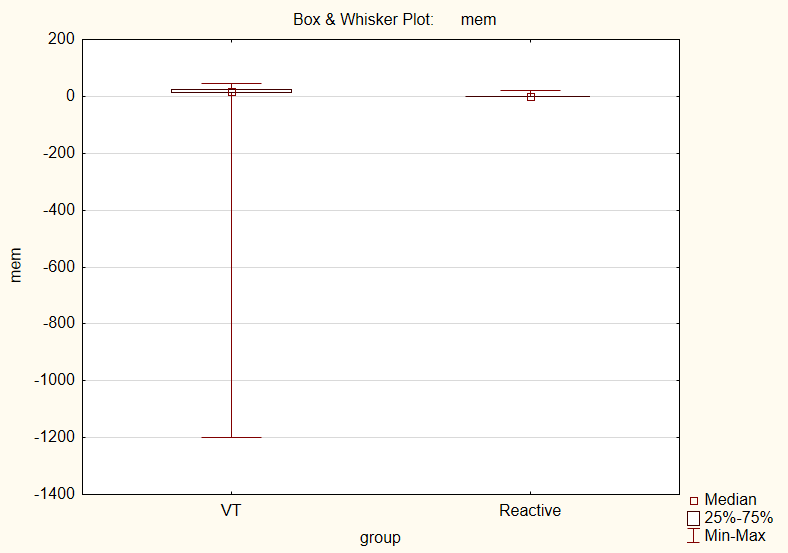 Box & Whisker Plot: mem
200
0
-200
-400
-600
-800
-1000
-1200
-1400
mem
VT Reactive
group
Median
25%-75%
Min-Max